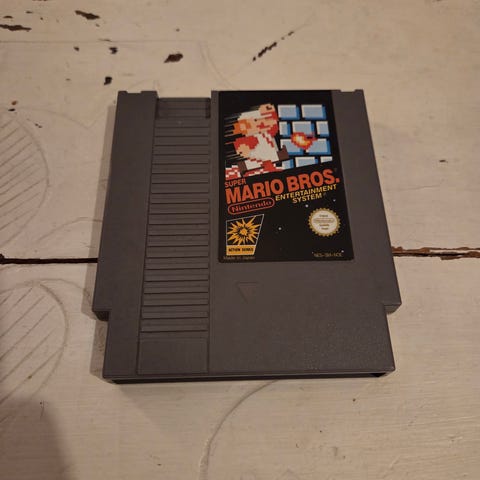 SUPER
MARIO BROS.
Nintendo
ENTERTAINMENT
SYSTEM
ACTION SERIES
Made in Japan